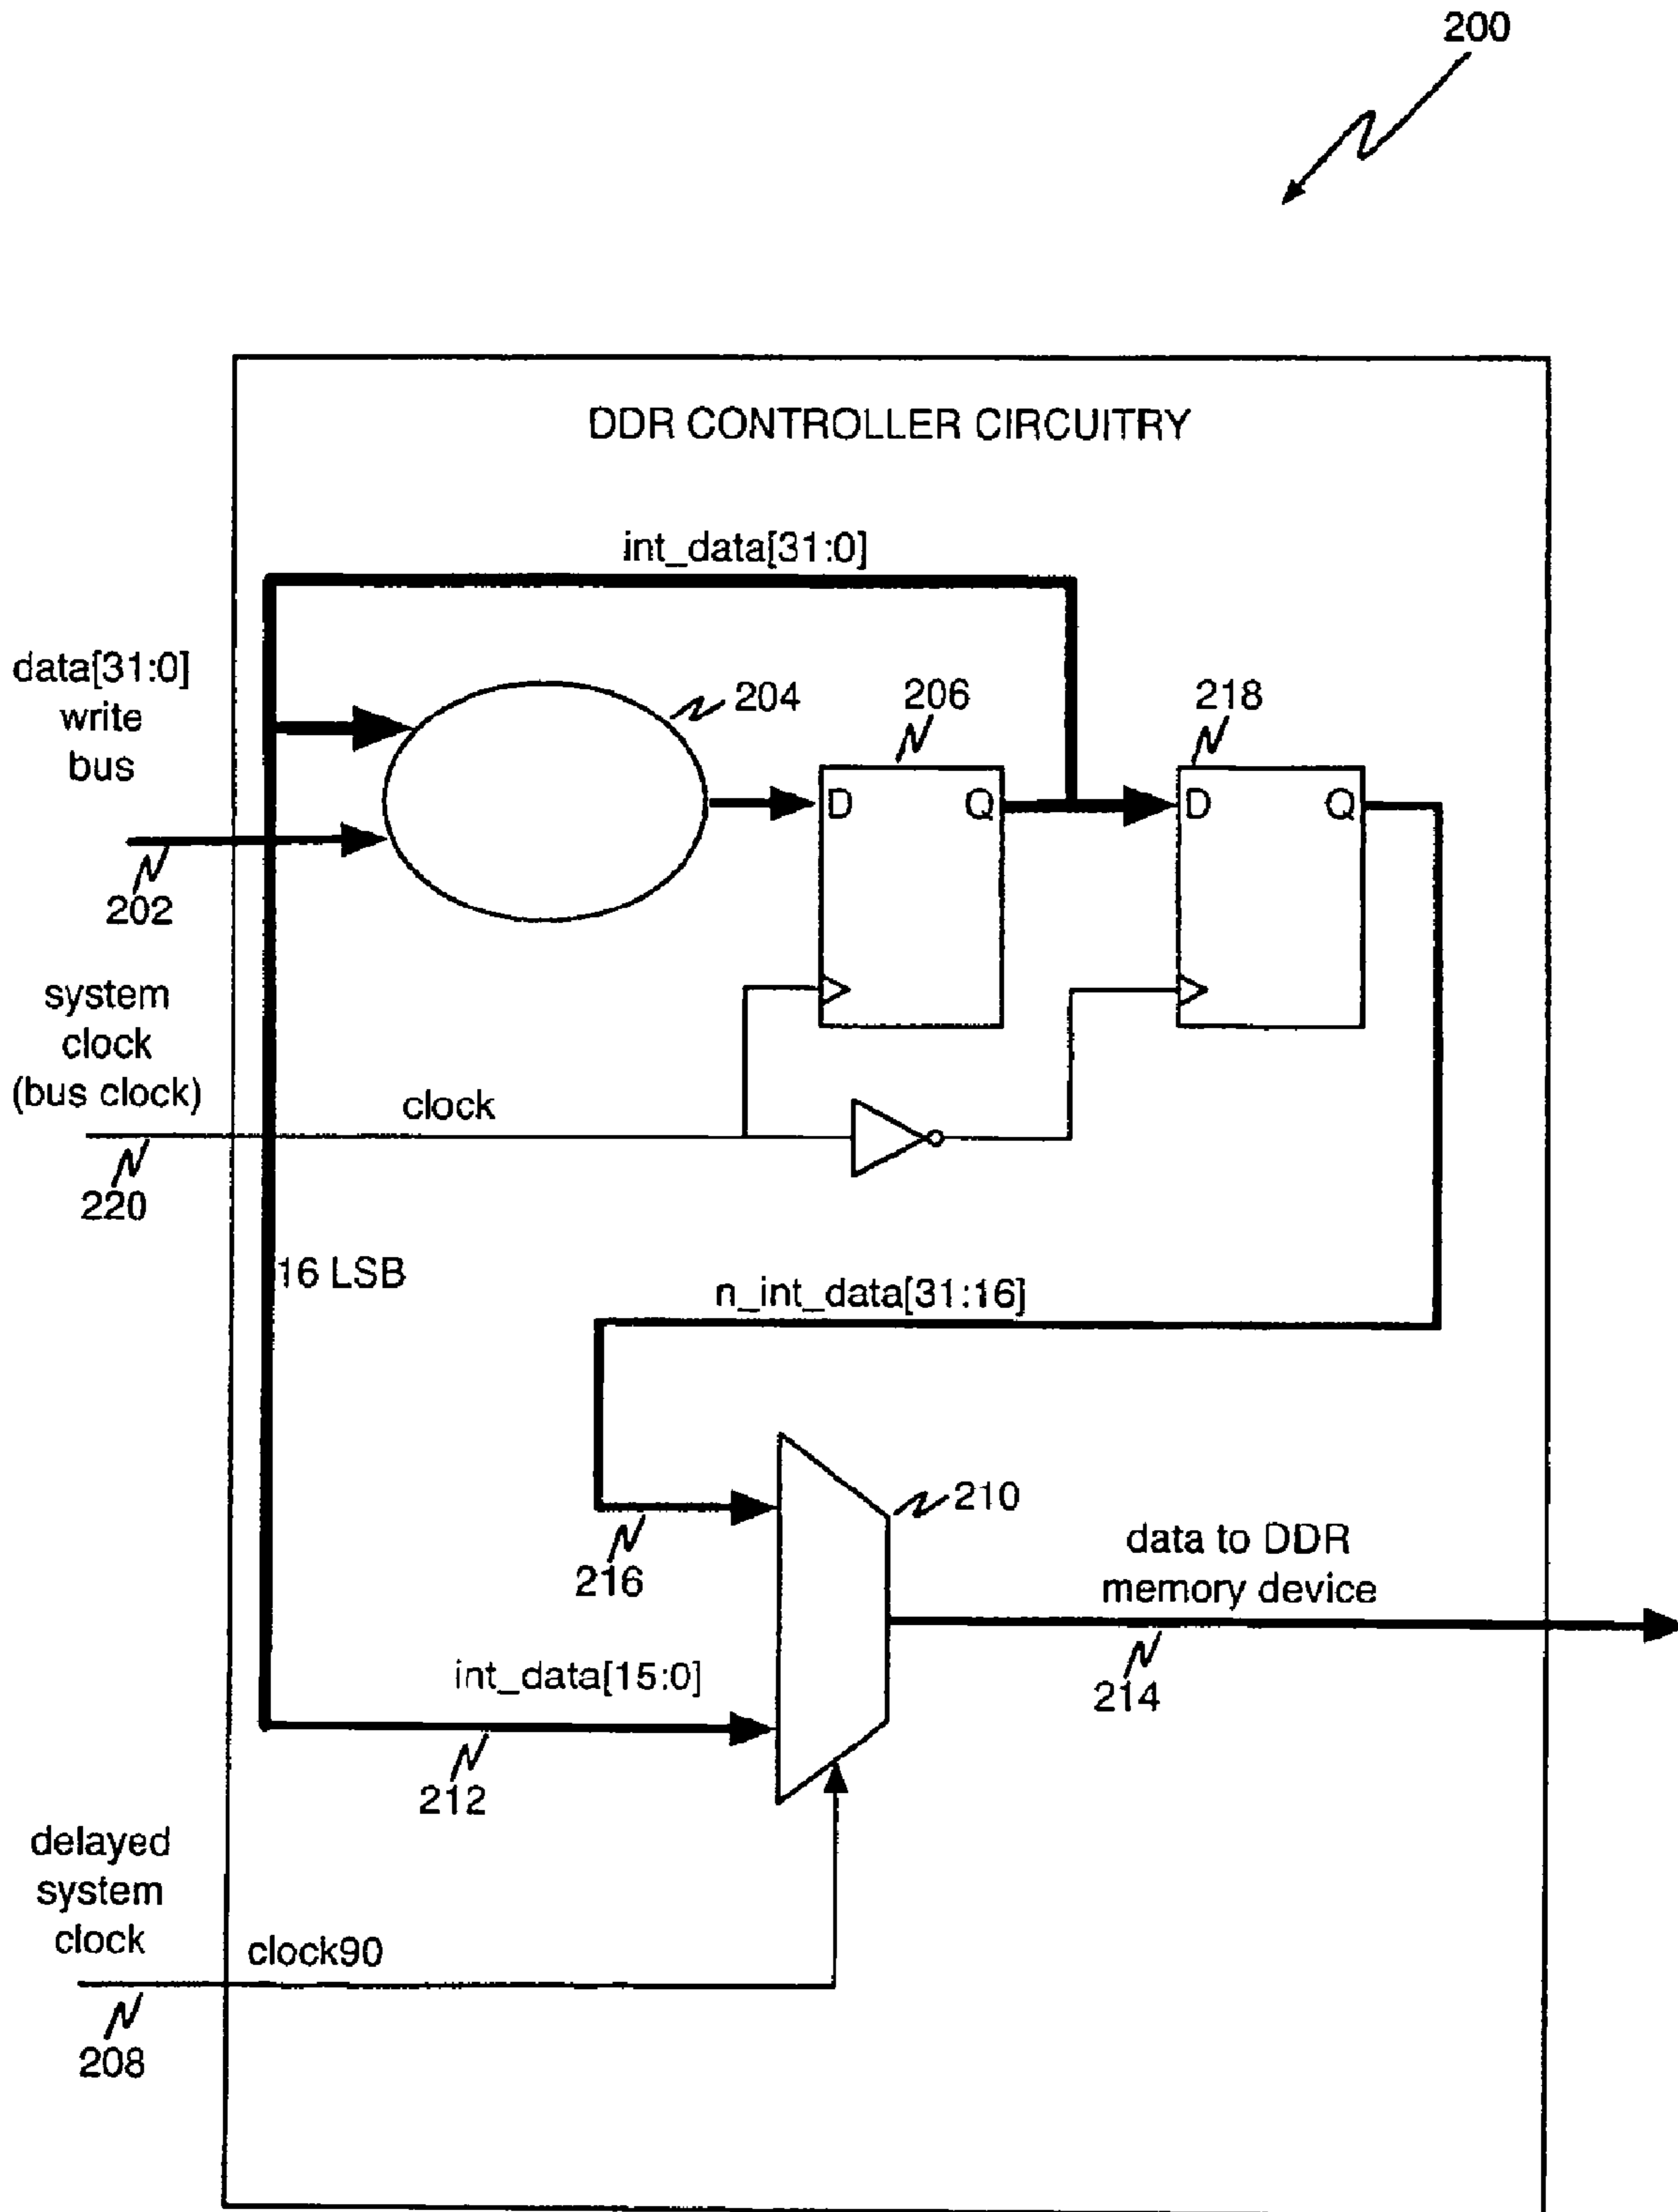 200
DDR CONTROLLER CIRCUITRY
int_data[31:0]
data[31:0]
write
bus
204
206
218
D
Q
D
Q
202
system
clock
(bus clock)
clock
220
16 LSB
n_int_data[31:16]
210
216
data to DDR
memory device
214
int_data[15:0]
212
delayed
system
clock
clock90
208